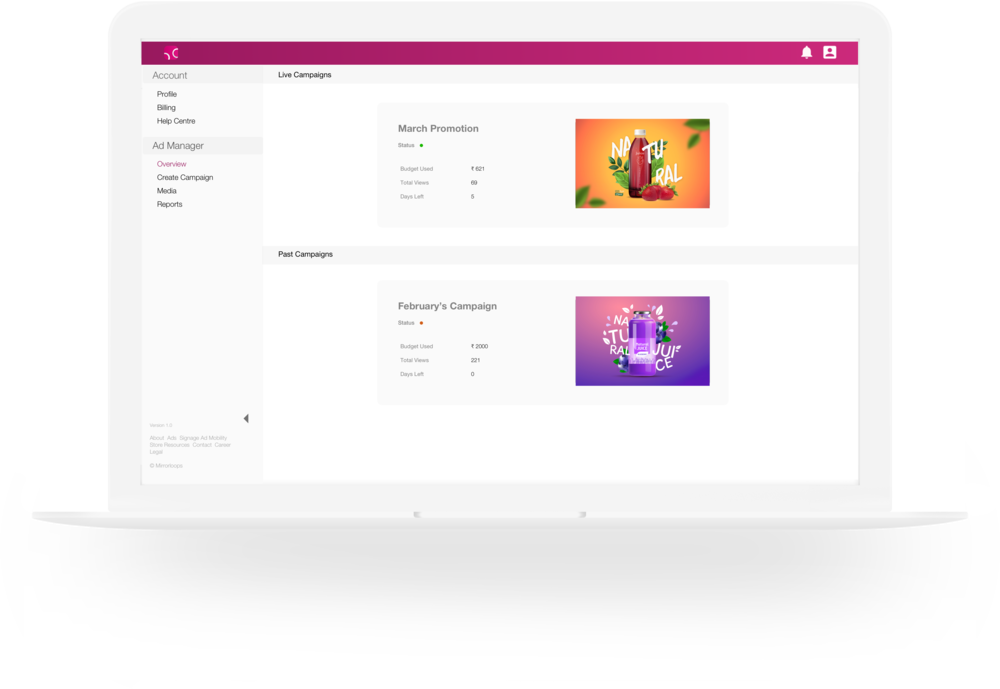 Account
Profile
Billing
Help Centre
Ad Manager
Overview
Create Campaign
Media
Reports
Version 1.0
About Ads Signage Ad Mobility
Store Resources Contact Career
Legal
Live Campaigns
March Promotion
Status
Budget Used ₹ 621
Total Views 69
Days Left 5
NA
TU
RAL
Past Campaigns
February's Campaign
Status
Budget Used ₹ 2000
Total Views 221
Days Left 0
NA
TU
RAL
JUI
CE